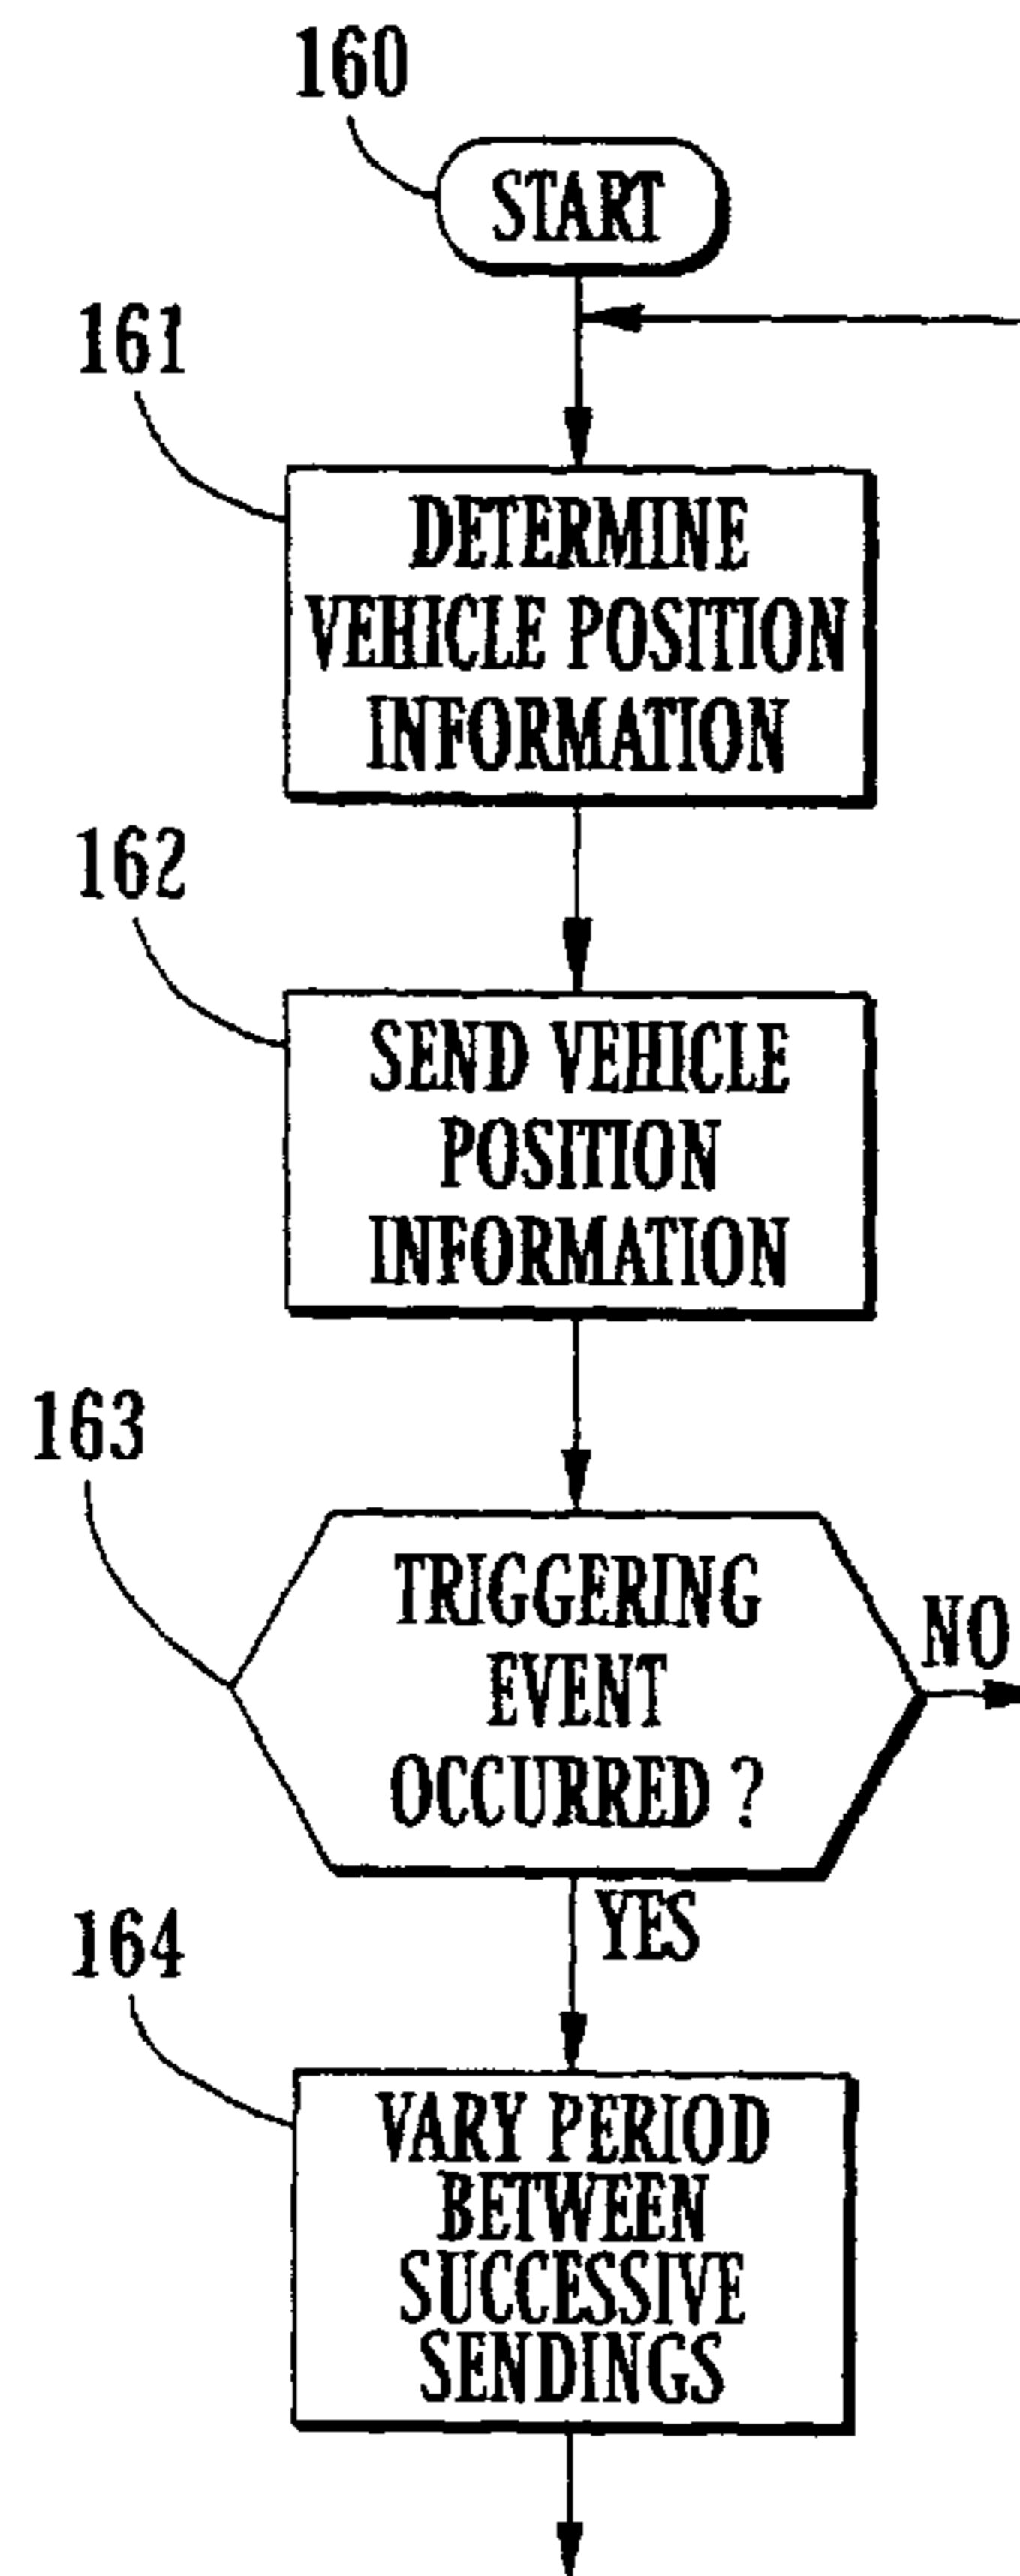 160
START
161
DETERMINE
VEHICLE POSITION
INFORMATION
162
SEND VEHICLE
POSITION
INFORMATION
163
TRIGGERING
EVENT
OCCURRED ?
NO
YES
164
VARY PERIOD
BETWEEN
SUCCESSIVE
SENDINGS